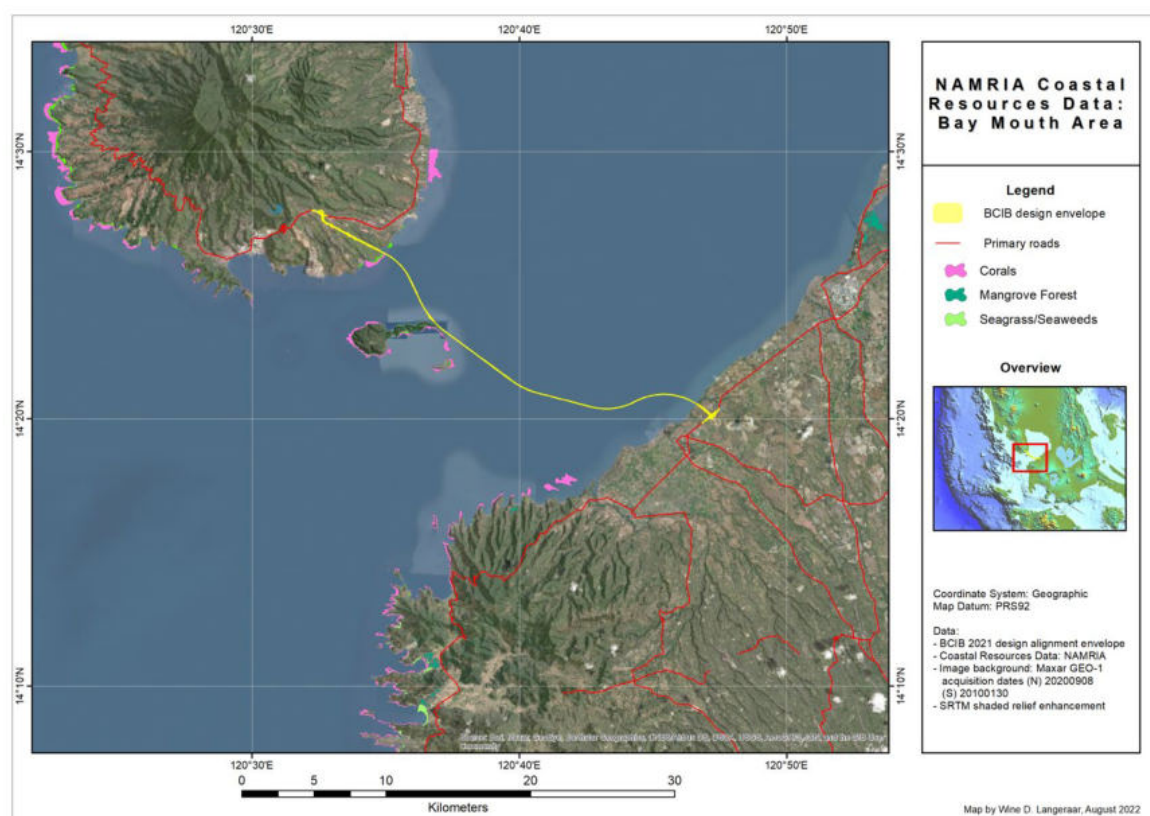 120°30'E 120°40'E 120°50'E
14°30'N 14°30'N
14°20'N 14°20'N
14°10'N 14°10'N
120°30'E 120°40'E 120°50'E
0 5 10 20 30
Kilometers
NAMRIA Coastal
Resources Data:
Bay Mouth Area
Legend
BCIB design envelope
Primary roads
Corals
Mangrove Forest
Seagrass/Seaweeds
Overview
Coordinate System: Geographic
Map Datum: PRS92
Data:
- BCIB 2021 design alignment envelope
- Coastal Resources Data: NAMRIA
- Image background: Maxar GEO-1
acquisition dates (N) 20200908
(S) 20100130
- SRTM shaded relief enhancement
Map by Wine D. Langeraar, August 2022